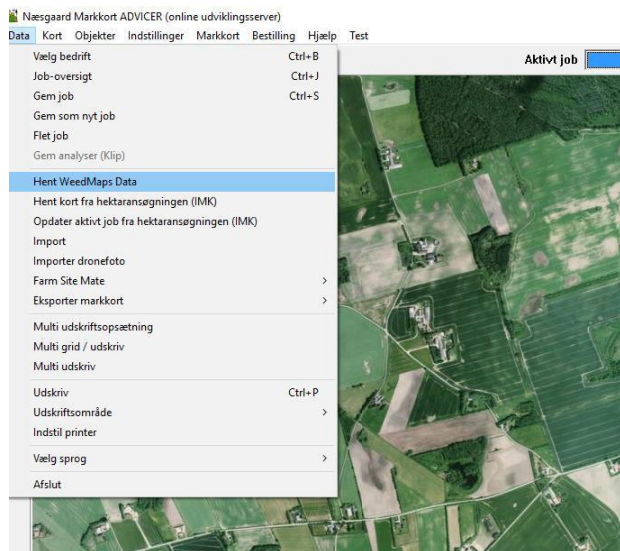 Næsgaard Markkort ADVICER (online udviklingsserver)
Data Kort Objekter Indstillinger Markkort Bestilling Hjælp Test
Aktivt job
Vælg bedrift Ctrl+B
Job-oversigt Ctrl+J
Gem job Ctrl+S
Gem som nyt job
Flet job
Gem analyser (Klip)
Hent WeedMaps Data
Hent kort fra hektaransøgningen (IMK)
Opdater aktivt job fra hektaransøgningen (IMK)
Import
Importer dronefoto
Farm Site Mate >
Eksporter markkort >
Multi udskriftsopsætning
Multi grid / udskriv
Multi udskriv
Udskriv Ctrl+P
Udskriftsområde >
Indstil printer
Vælg sprog >
Afslut